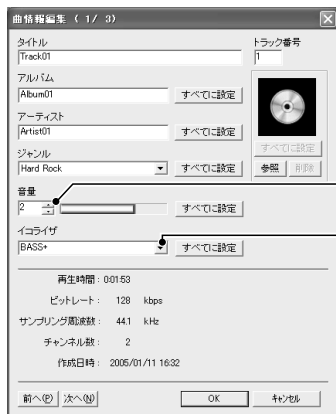 曲情報編集 ( 1/ 3)
タイトル
トラック番号
Track01
1
アルバム
Album01
すべてに設定
アーティスト
Artist01
すべてに設定
すべてに設定
ジャンル
Hard Rock
すべてに設定
参照
削除
音量
2
すべてに設定
イコライザ
BASS+
すべてに設定
再生時間 : 0:01:53
ビットレート : 128 kbps
サンプリング周波数 : 44.1 kHz
チャンネル数 : 2
作成日時 : 2005/01/11 16:32
前へ(P)
次へ(N)
OK
キャンセル